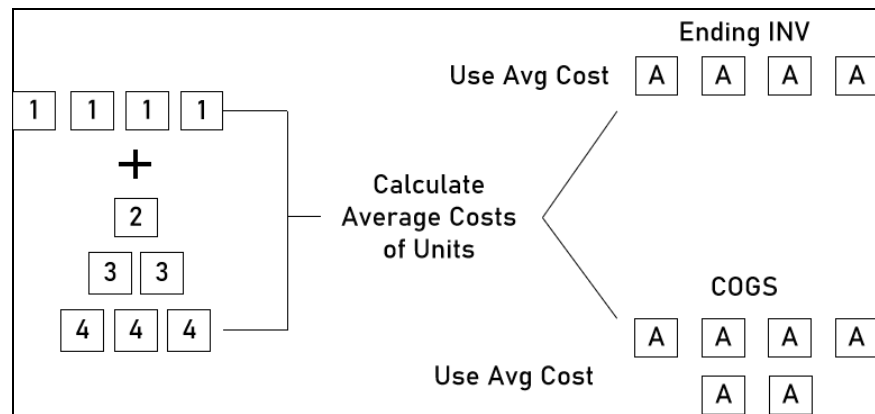 1 1 1 1
+
2
3 3
4 4 4
Calculate
Average Costs
of Units
Ending INV
Use Avg Cost A A A A
COGS
A A A A
Use Avg Cost
A A